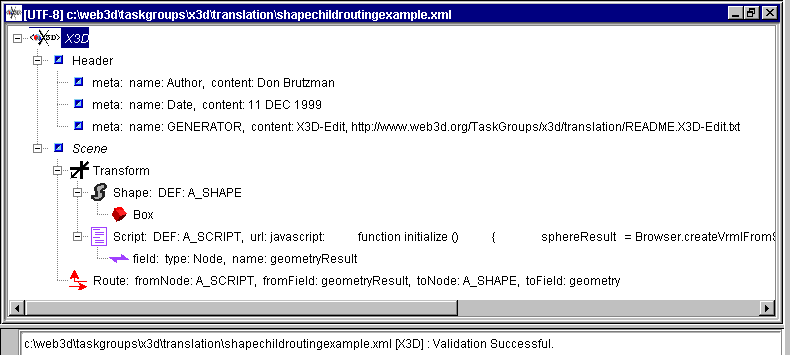 [UTF-8] c:\web3d\taskgroups\x3d\translation\shapechildroutingexample.xml
X3D X3D
Header
meta: name: Author, content: Don Brutzman
meta: name: Date, content: 11 DEC 1999
meta: name: GENERATOR, content: X3D-Edit, http://www.web3d.org/TaskGroups/x3d/translation/README.X3D-Edit.txt
Scene
Transform
Shape: DEF: A_SHAPE
Box
Script: DEF: A_SCRIPT, url: javascript: function initialize () { sphereResult = Browser.createVrmlFromS
field: type: Node, name: geometryResult
Route: fromNode: A_SCRIPT, fromField: geometryResult, toNode: A_SHAPE, toField: geometry
c:\web3d\taskgroups\x3d\translation\shapechildroutingexample.xml [X3D] : Validation Successful.